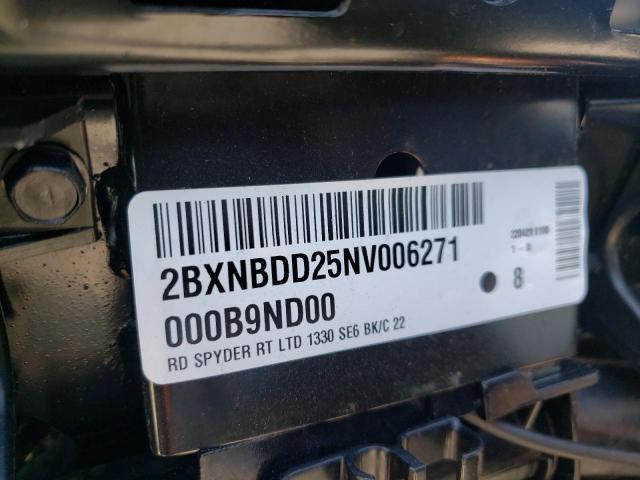 2BXNBDD25NV006271
000B9ND00
RD SPYDER RT LTD 1330 SE6 BK/C 22
8